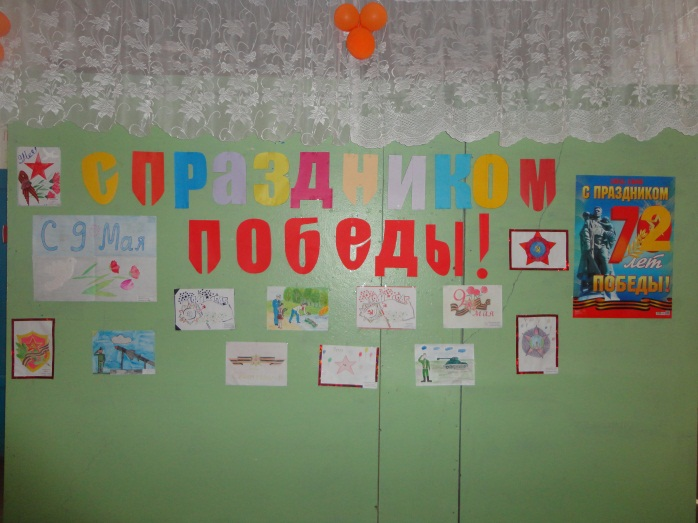 С ПРАЗДНИКОМ
ПОБЕДЫ!
С 9 Мая
9
мая
С ПРАЗДНИКОМ
72
лет
ПОБЕДЫ!